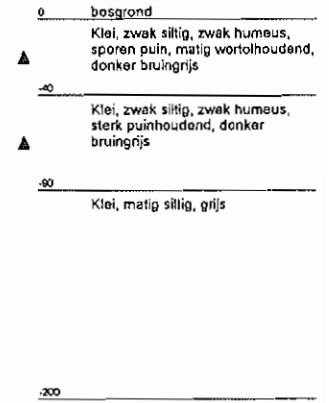 0 bosgrond
Klei, zwak siltig, zwak humeus,
sporen puin, matig wortelhoudend,
donker bruingrijs
-40
Klei, zwak siltig, zwak humeus,
sterk puinhoudend, donker
bruingrijs
-90
Klei, matig siltig, grijs
-200